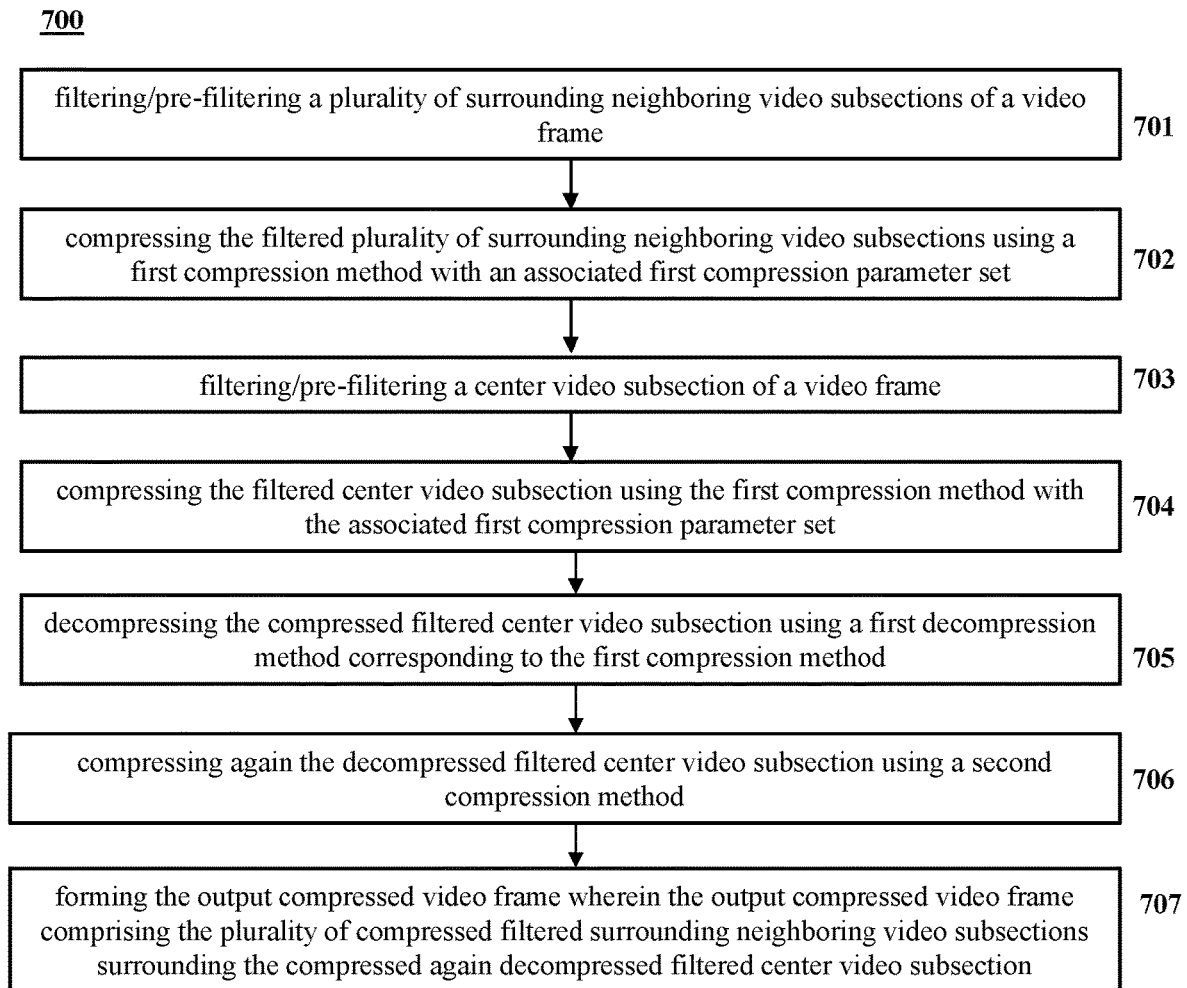 700
filtering/pre-filitering a plurality of surrounding neighboring video subsections of a video
frame
701
compressing the filtered plurality of surrounding neighboring video subsections using a
first compression method with an associated first compression parameter set
702
filtering/pre-filitering a center video subsection of a video frame
703
compressing the filtered center video subsection using the first compression method with
the associated first compression parameter set
704
decompressing the compressed filtered center video subsection using a first decompression
method corresponding to the first compression method
705
compressing again the decompressed filtered center video subsection using a second
compression method
706
forming the output compressed video frame wherein the output compressed video frame
comprising the plurality of compressed filtered surrounding neighboring video subsections
surrounding the compressed again decompressed filtered center video subsection
707